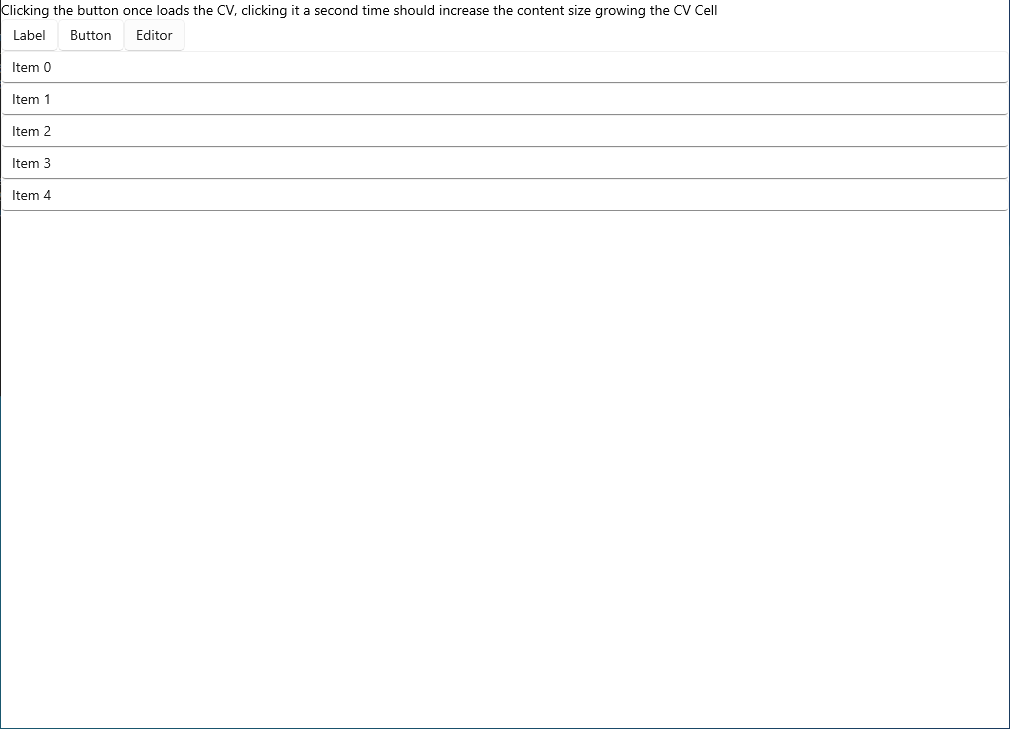 Clicking the button once loads the CV, clicking it a second time should increase the content size growing the CV Cell
Label Button Editor
Item 0
Item 1
Item 2
Item 3
Item 4